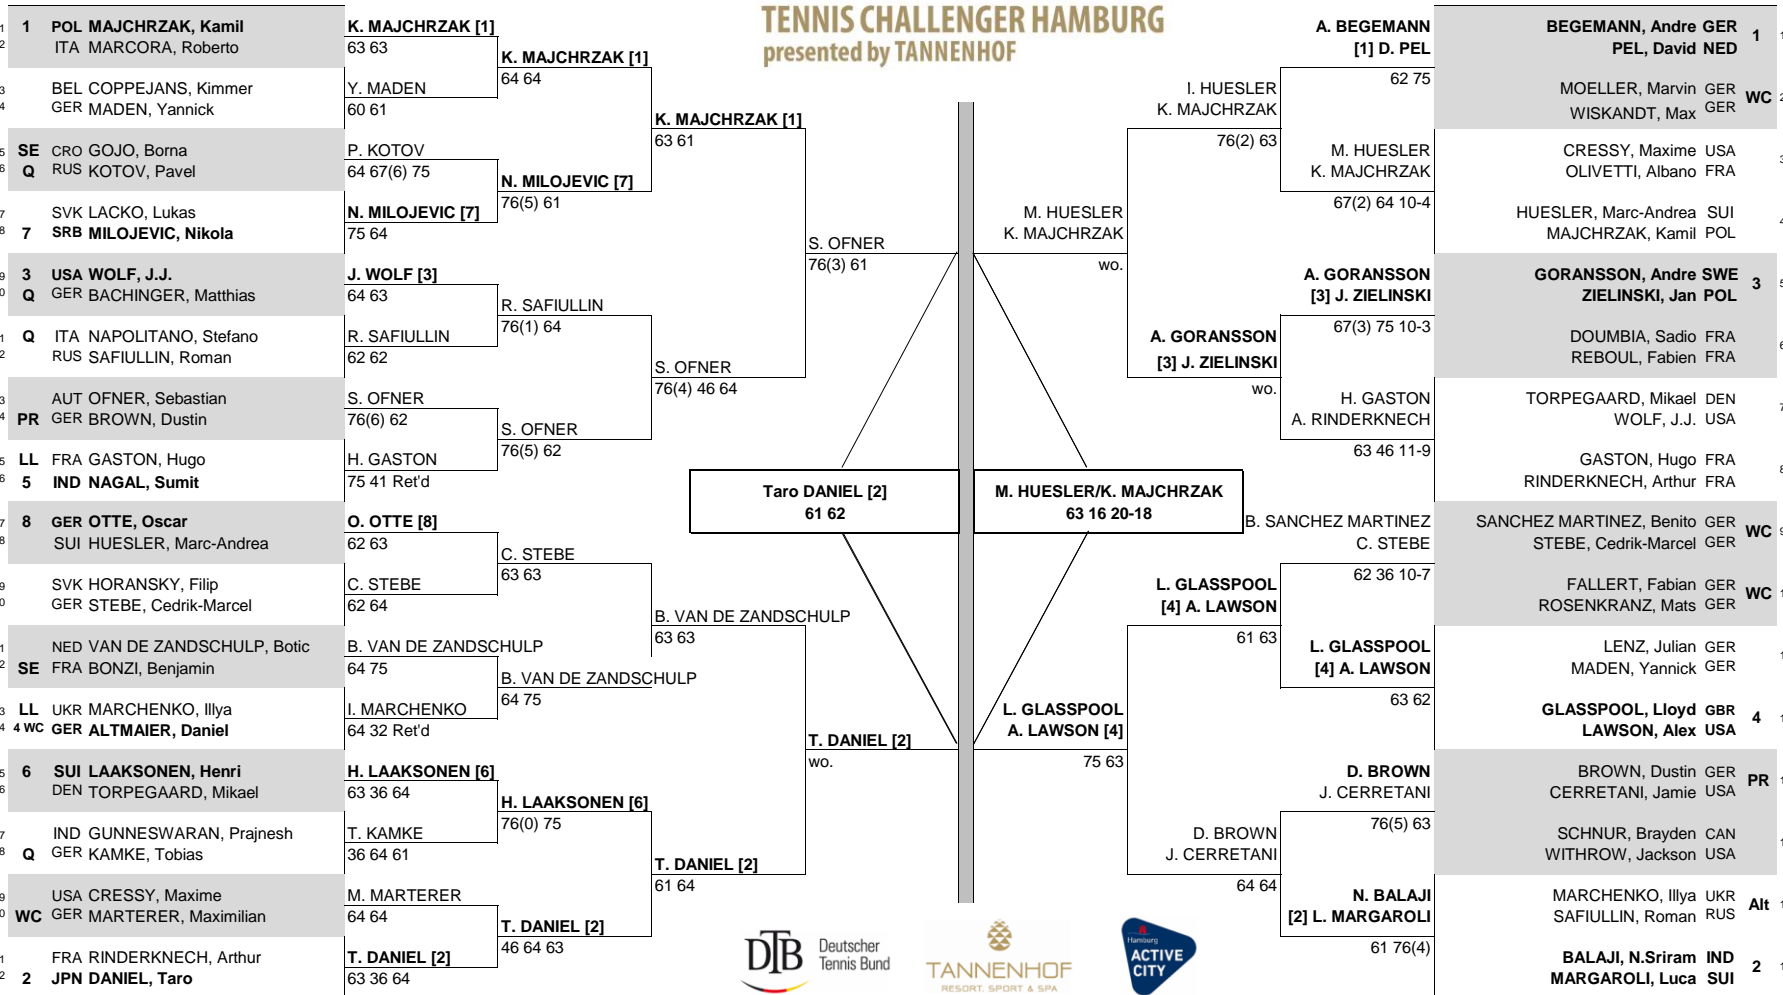 TENNIS CHALLENGER HAMBURG
presented by TANNENHOF
1 POL MAJCHRZAK, Kamil
ITA MARCORA, Roberto
BEL COPPEJANS, Kimmer
GER MADEN, Yannick
SE CRO GOJO, Borna
Q RUS KOTOV, Pavel
SVK LACKO, Lukas
7 SRB MILOJEVIC, Nikola
3 USA WOLF, J.J.
Q GER BACHINGER, Matthias
Q ITA NAPOLITANO, Stefano
RUS SAFIULLIN, Roman
AUT OFNER, Sebastian
PR GER BROWN, Dustin
LL FRA GASTON, Hugo
5 IND NAGAL, Sumit
8 GER OTTE, Oscar
SUI HUESLER, Marc-Andrea
SVK HORANSKY, Filip
GER STEBE, Cedrik-Marcel
NED VAN DE ZANDSCHULP, Botic
SE FRA BONZI, Benjamin
LL UKR MARCHENKO, Illya
4 WC GER ALTMAIER, Daniel
6 SUI LAAKSONEN, Henri
DEN TORPEGAARD, Mikael
IND GUNNESWARAN, Prajnesh
Q GER KAMKE, Tobias
USA CRESSY, Maxime
WC GER MARTERER, Maximilian
FRA RINDERKNECH, Arthur
2 JPN DANIEL, Taro
K. MAJCHRZAK [1]
63 63
Y. MADEN
60 61
P. KOTOV
64 67(6) 75
N. MILOJEVIC [7]
75 64
J. WOLF [3]
64 63
R. SAFIULLIN
62 62
S. OFNER
76(6) 62
H. GASTON
75 41 Ret'd
O. OTTE [8]
62 63
C. STEBE
62 64
B. VAN DE ZANDSCHULP
64 75
I. MARCHENKO
64 32 Ret'd
H. LAAKSONEN [6]
63 36 64
T. KAMKE
36 64 61
M. MARTERER
64 64
T. DANIEL [2]
63 36 64
K. MAJCHRZAK [1]
64 64
N. MILOJEVIC [7]
76(5) 61
R. SAFIULLIN
76(1) 64
S. OFNER
76(5) 62
C. STEBE
63 63
B. VAN DE ZANDSCHULP
64 75
H. LAAKSONEN [6]
76(0) 75
T. DANIEL [2]
46 64 63
K. MAJCHRZAK [1]
63 61
S. OFNER
76(4) 46 64
B. VAN DE ZANDSCHULP
63 63
T. DANIEL [2]
61 64
S. OFNER
76(3) 61
T. DANIEL [2]
wo.
Taro DANIEL [2]
61 62
M. HUESLER/K. MAJCHRZAK
63 16 20-18
M. HUESLER
K. MAJCHRZAK
wo.
L. GLASSPOOL
A. LAWSON [4]
75 63
I. HUESLER
K. MAJCHRZAK
76(2) 63
A. GORANSSON
[3] J. ZIELINSKI
wo.
L. GLASSPOOL
[4] A. LAWSON
61 63
D. BROWN
J. CERRETANI
64 64
A. BEGEMANN
[1] D. PEL
62 75
M. HUESLER
K. MAJCHRZAK
67(2) 64 10-4
A. GORANSSON
[3] J. ZIELINSKI
67(3) 75 10-3
H. GASTON
A. RINDERKNECH
63 46 11-9
B. SANCHEZ MARTINEZ
C. STEBE
62 36 10-7
L. GLASSPOOL
[4] A. LAWSON
63 62
D. BROWN
J. CERRETANI
76(5) 63
N. BALAJI
[2] L. MARGAROLI
61 76(4)
BEGEMANN, Andre GER 1
PEL, David NED
MOELLER, Marvin GER WC
WISKANDT, Max GER
CRESSY, Maxime USA
OLIVETTI, Albano FRA
HUESLER, Marc-Andrea SUI
MAJCHRZAK, Kamil POL
GORANSSON, Andre SWE 3
ZIELINSKI, Jan POL
DOUMBIA, Sadio FRA
REBOUL, Fabien FRA
TORPEGAARD, Mikael DEN
WOLF, J.J. USA
GASTON, Hugo FRA
RINDERKNECH, Arthur FRA
SANCHEZ MARTINEZ, Benito GER WC
STEBE, Cedrik-Marcel GER
FALLERT, Fabian GER WC
ROSENKRANZ, Mats GER
LENZ, Julian GER
MADEN, Yannick GER
GLASSPOOL, Lloyd GBR 4
LAWSON, Alex USA
BROWN, Dustin GER PR
CERRETANI, Jamie USA
SCHNUR, Brayden CAN
WITHROW, Jackson USA
MARCHENKO, Illya UKR Alt
SAFIULLIN, Roman RUS
BALAJI, N.Sriram IND 2
MARGAROLI, Luca SUI
DTB Deutscher
Tennis Bund
TANNENHOF
RESORT. SPORT & SPA
Hamburg
ACTIVE
CITY